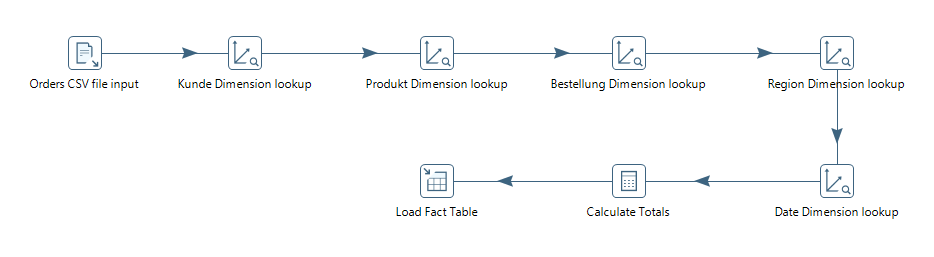 Orders CSV file input
Kunde Dimension lookup
Produkt Dimension lookup
Bestellung Dimension lookup
Region Dimension lookup
Load Fact Table
Calculate Totals
Date Dimension lookup